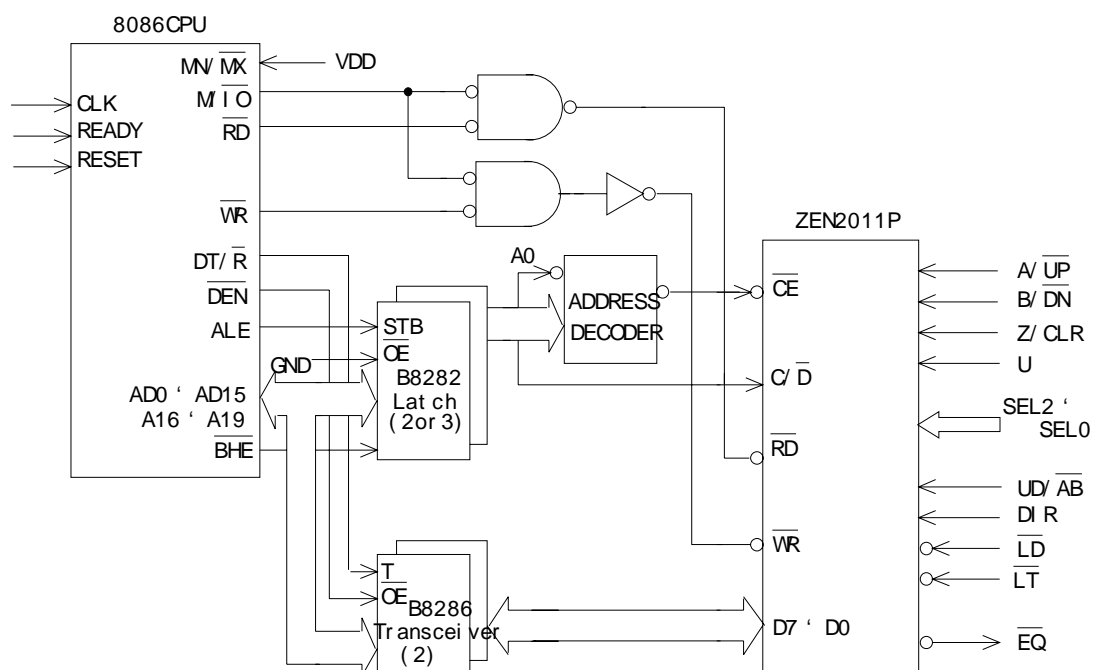 8086CPU
MN/MX
VDD
M/IO
CLK
READY
RD
RESET
WR
ZEN2011P
DT/R
A0
A/UP
DEN
ADDRESS
CE
B/DN
ALE
STB
DECODER
Z/CLR
OE
GND
U
B8282
C/D
AD0 ‘ AD15
Latch
SEL2 ‘
A16 ‘ A19
(2or3)
SEL0
BHE
RD
UD/AB
DIR
WR
LD
T
LT
OE
B8286
Transceiver
D7 ‘ D0
EQ
(2)